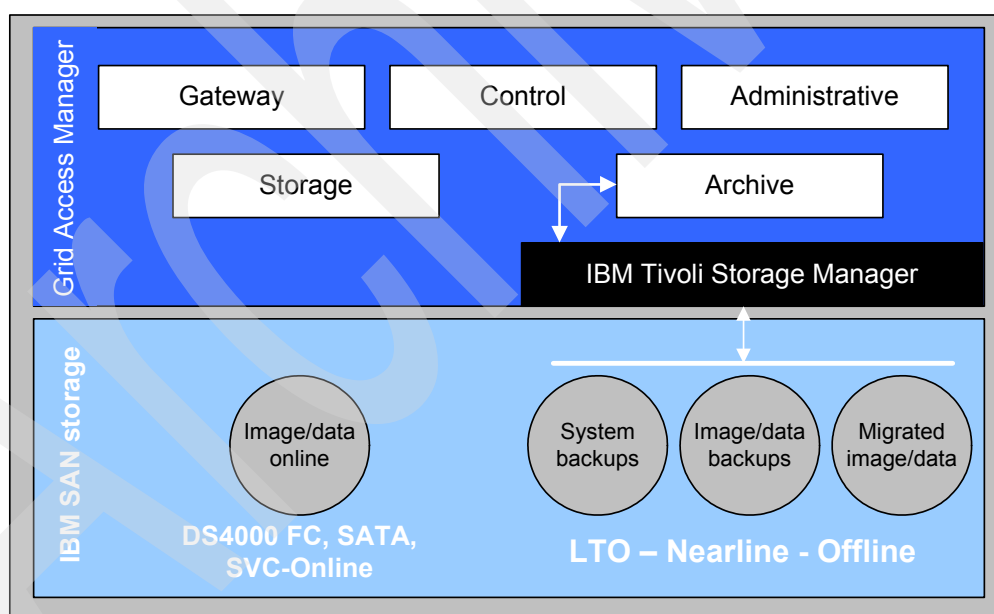 Grid Access Manager
Gateway
Control
Administrative
Storage
Archive
IBM Tivoli Storage Manager
IBM SAN storage
Image/data
online
System
backups
Image/data
backups
Migrated
image/data
DS4000 FC, SATA,
SVC-Online
LTO – Nearline - Offline